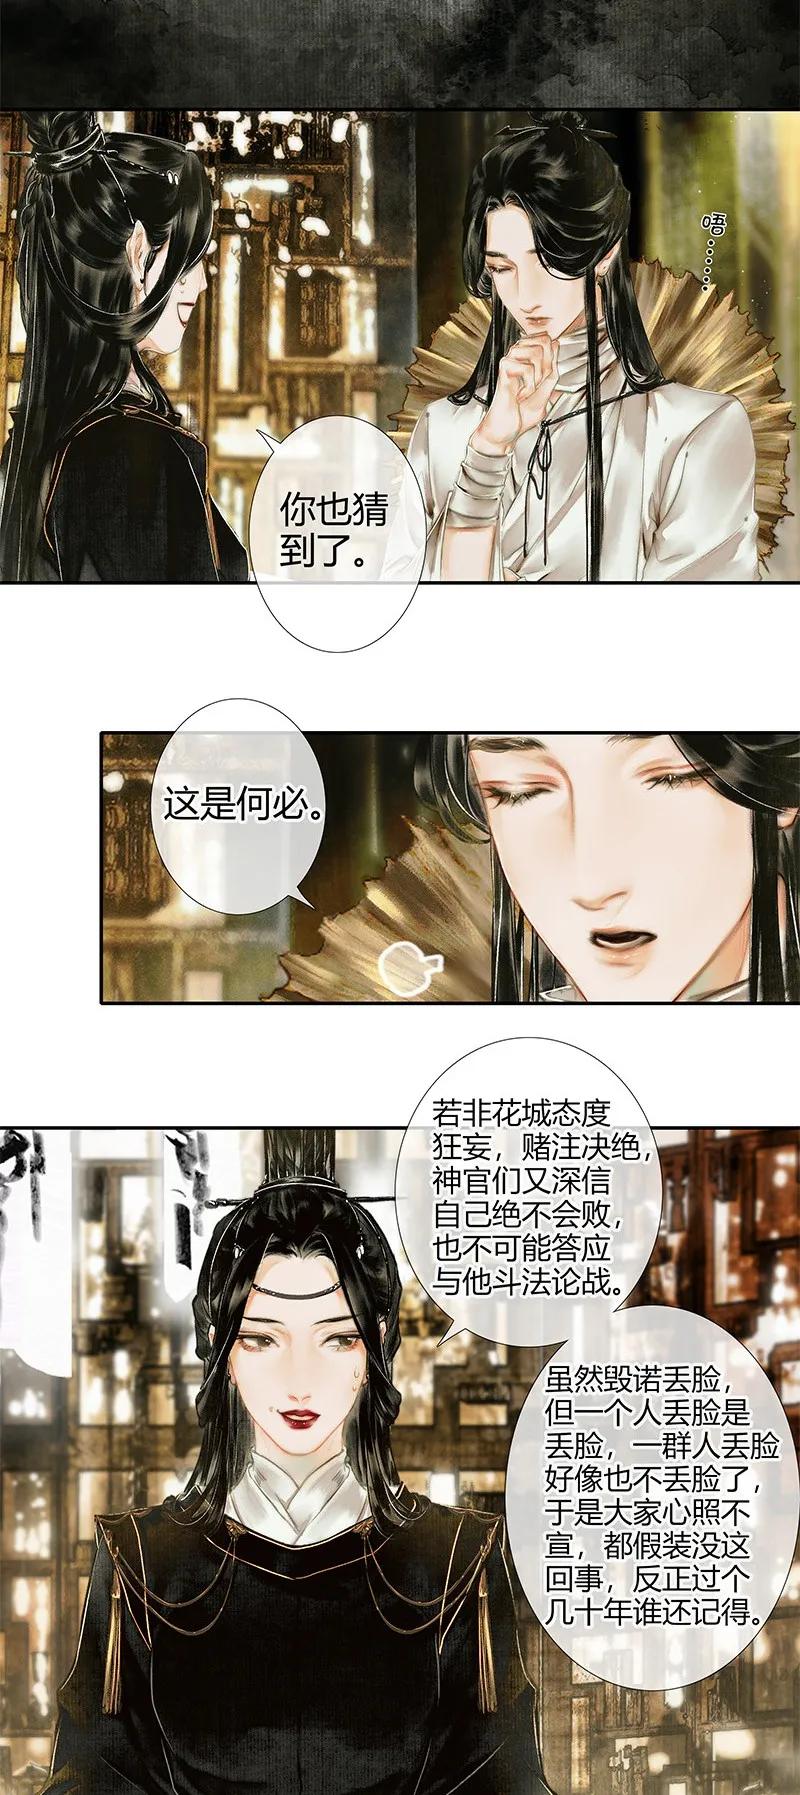 唔……
你也猜
到了。
这是何必。
若非花城态度
狂妄，赌注决绝，
神官们又深信
自己绝不会败，
也不可能答应
与他斗法论战。
虽然毁诺丢脸，
但一个人丢脸是
丢脸，一群人丢脸
好像也不丢脸了，
于是大家心照不
宣，都假装没这
回事，反正过个
几十年谁还记得。